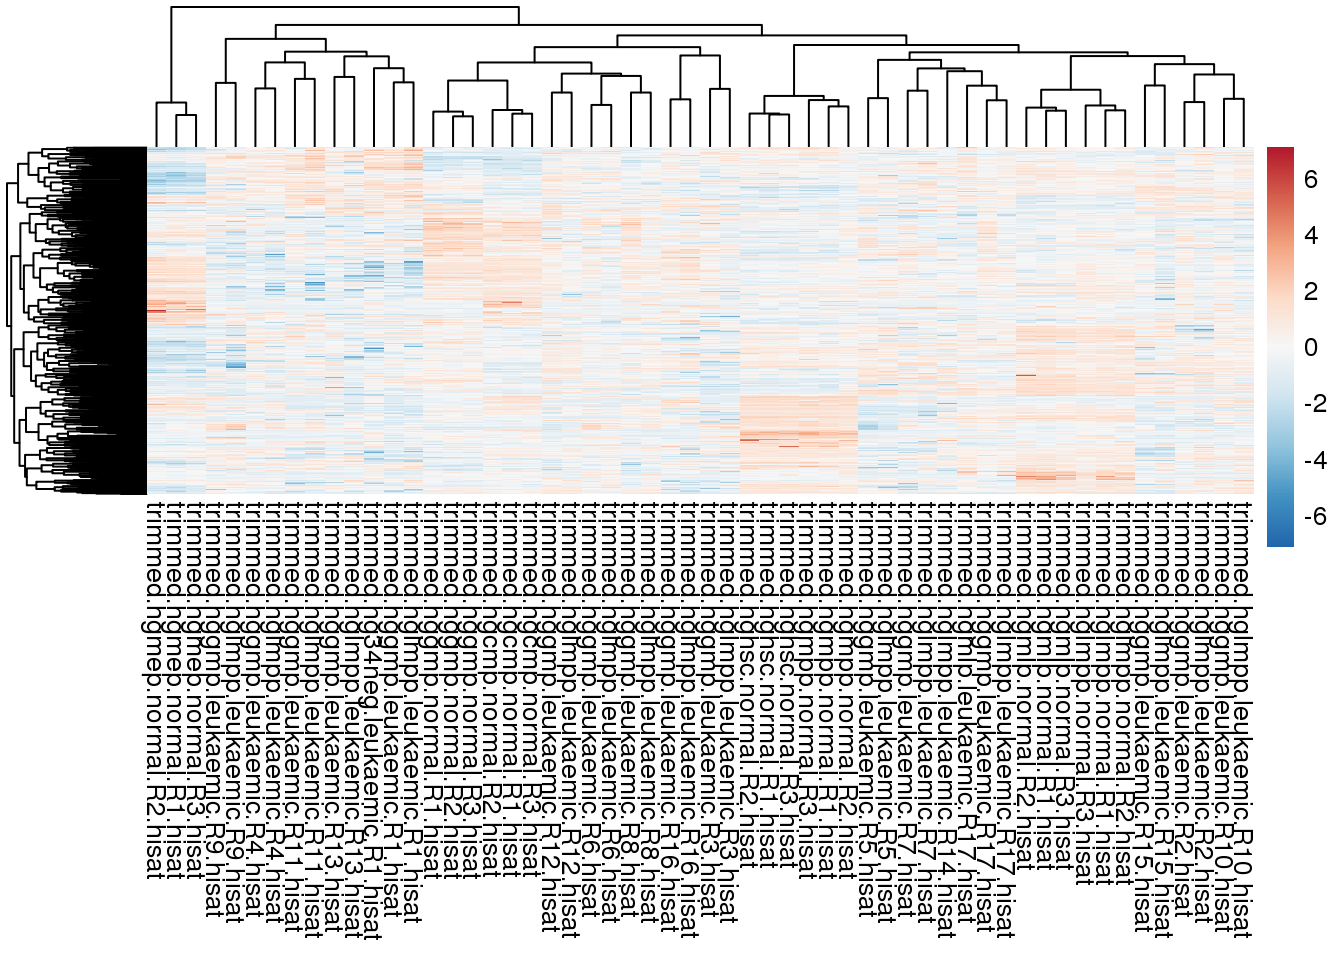 6
4
2
0
-2
-4
-6
trimmed.hgmep.normal.R2.hisat
trimmed.hgmep.normal.R1.hisat
trimmed.hgmep.normal.R3.hisat
trimmed.hggmp.leukaemic.R9.hisat
trimmed.hglmpp.leukaemic.R9.hisat
trimmed.hggmp.leukaemic.R4.hisat
trimmed.hglmpp.leukaemic.R4.hisat
trimmed.hggmp.leukaemic.R11.hisat
trimmed.hglmpp.leukaemic.R11.hisat
trimmed.hggmp.leukaemic.R13.hisat
trimmed.hglmpp.leukaemic.R13.hisat
trimmed.hg34neg.leukaemic.R1.hisat
trimmed.hggmp.leukaemic.R1.hisat
trimmed.hglmpp.leukaemic.R1.hisat
trimmed.hggmp.normal.R1.hisat
trimmed.hggmp.normal.R2.hisat
trimmed.hggmp.normal.R3.hisat
trimmed.hgcmp.normal.R2.hisat
trimmed.hgcmp.normal.R1.hisat
trimmed.hgcmp.normal.R3.hisat
trimmed.hggmp.leukaemic.R12.hisat
trimmed.hglmpp.leukaemic.R12.hisat
trimmed.hggmp.leukaemic.R6.hisat
trimmed.hglmpp.leukaemic.R6.hisat
trimmed.hggmp.leukaemic.R8.hisat
trimmed.hglmpp.leukaemic.R8.hisat
trimmed.hggmp.leukaemic.R16.hisat
trimmed.hglmpp.leukaemic.R16.hisat
trimmed.hggmp.leukaemic.R3.hisat
trimmed.hglmpp.leukaemic.R3.hisat
trimmed.hghsc.normal.R2.hisat
trimmed.hghsc.normal.R1.hisat
trimmed.hghsc.normal.R3.hisat
trimmed.hgmpp.normal.R3.hisat
trimmed.hgmpp.normal.R1.hisat
trimmed.hgmpp.normal.R2.hisat
trimmed.hggmp.leukaemic.R5.hisat
trimmed.hglmpp.leukaemic.R5.hisat
trimmed.hggmp.leukaemic.R7.hisat
trimmed.hglmpp.leukaemic.R7.hisat
trimmed.hglmpp.leukaemic.R14.hisat
trimmed.hgmlp.leukaemic.R17.hisat
trimmed.hggmp.leukaemic.R17.hisat
trimmed.hglmpp.leukaemic.R17.hisat
trimmed.hgmlp.normal.R2.hisat
trimmed.hgmlp.normal.R1.hisat
trimmed.hgmlp.normal.R3.hisat
trimmed.hglmpp.normal.R3.hisat
trimmed.hglmpp.normal.R1.hisat
trimmed.hglmpp.normal.R2.hisat
trimmed.hggmp.leukaemic.R15.hisat
trimmed.hglmpp.leukaemic.R15.hisat
trimmed.hggmp.leukaemic.R2.hisat
trimmed.hglmpp.leukaemic.R2.hisat
trimmed.hggmp.leukaemic.R10.hisat
trimmed.hglmpp.leukaemic.R10.hisat